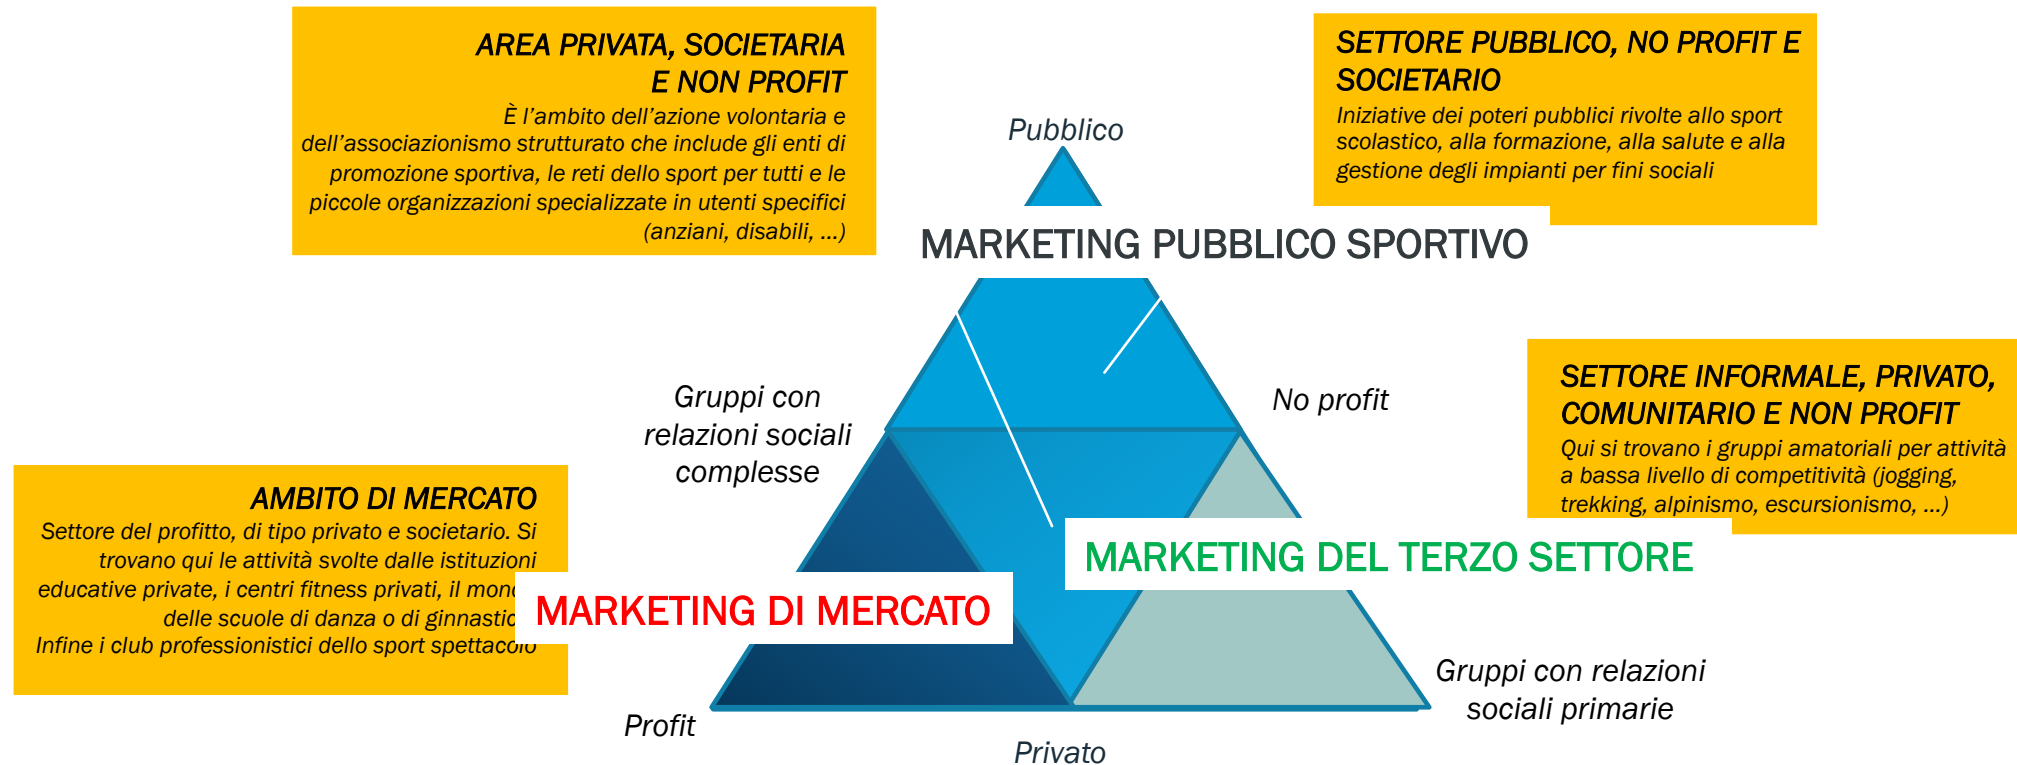 AREA PRIVATA, SOCIETARIA
E NON PROFIT
È l’ambito dell’azione volontaria e
dell’associazionismo strutturato che include gli enti di
promozione sportiva, le reti dello sport per tutti e le
piccole organizzazioni specializzate in utenti specifici
(anziani, disabili, …)
SETTORE PUBBLICO, NO PROFIT E
SOCIETARIO
Iniziative dei poteri pubblici rivolte allo sport
scolastico, alla formazione, alla salute e alla
gestione degli impianti per fini sociali
Pubblico
MARKETING PUBBLICO SPORTIVO
Gruppi con
relazioni sociali
complesse
No profit
SETTORE INFORMALE, PRIVATO,
COMUNITARIO E NON PROFIT
Qui si trovano i gruppi amatoriali per attività
a bassa livello di competitività (jogging,
trekking, alpinismo, escursionismo, …)
AMBITO DI MERCATO
Settore del profitto, di tipo privato e societario. Si
trovano qui le attività svolte dalle istituzioni
educative private, i centri fitness privati, il
delle scuole di danza o di
Infine i club professionistici dello sport spettacolo
MARKETING DEL TERZO SETTORE
MARKETING DI MERCATO
Gruppi con relazioni
sociali primarie
Profit
Privato